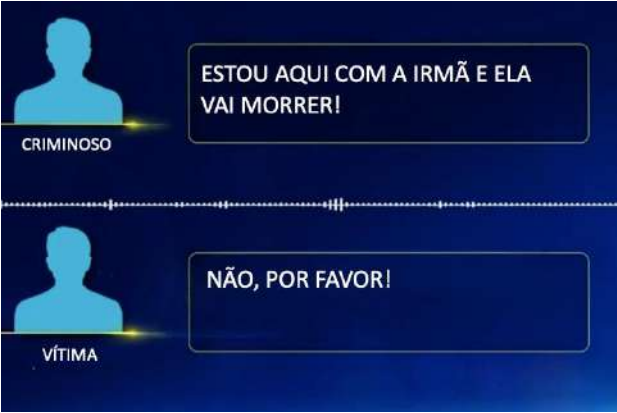 ESTOU AQUI COM A IRMÃ E ELA
VAI MORRER!
CRIMINOSO
NÃO, POR FAVOR!
VÍTIMA